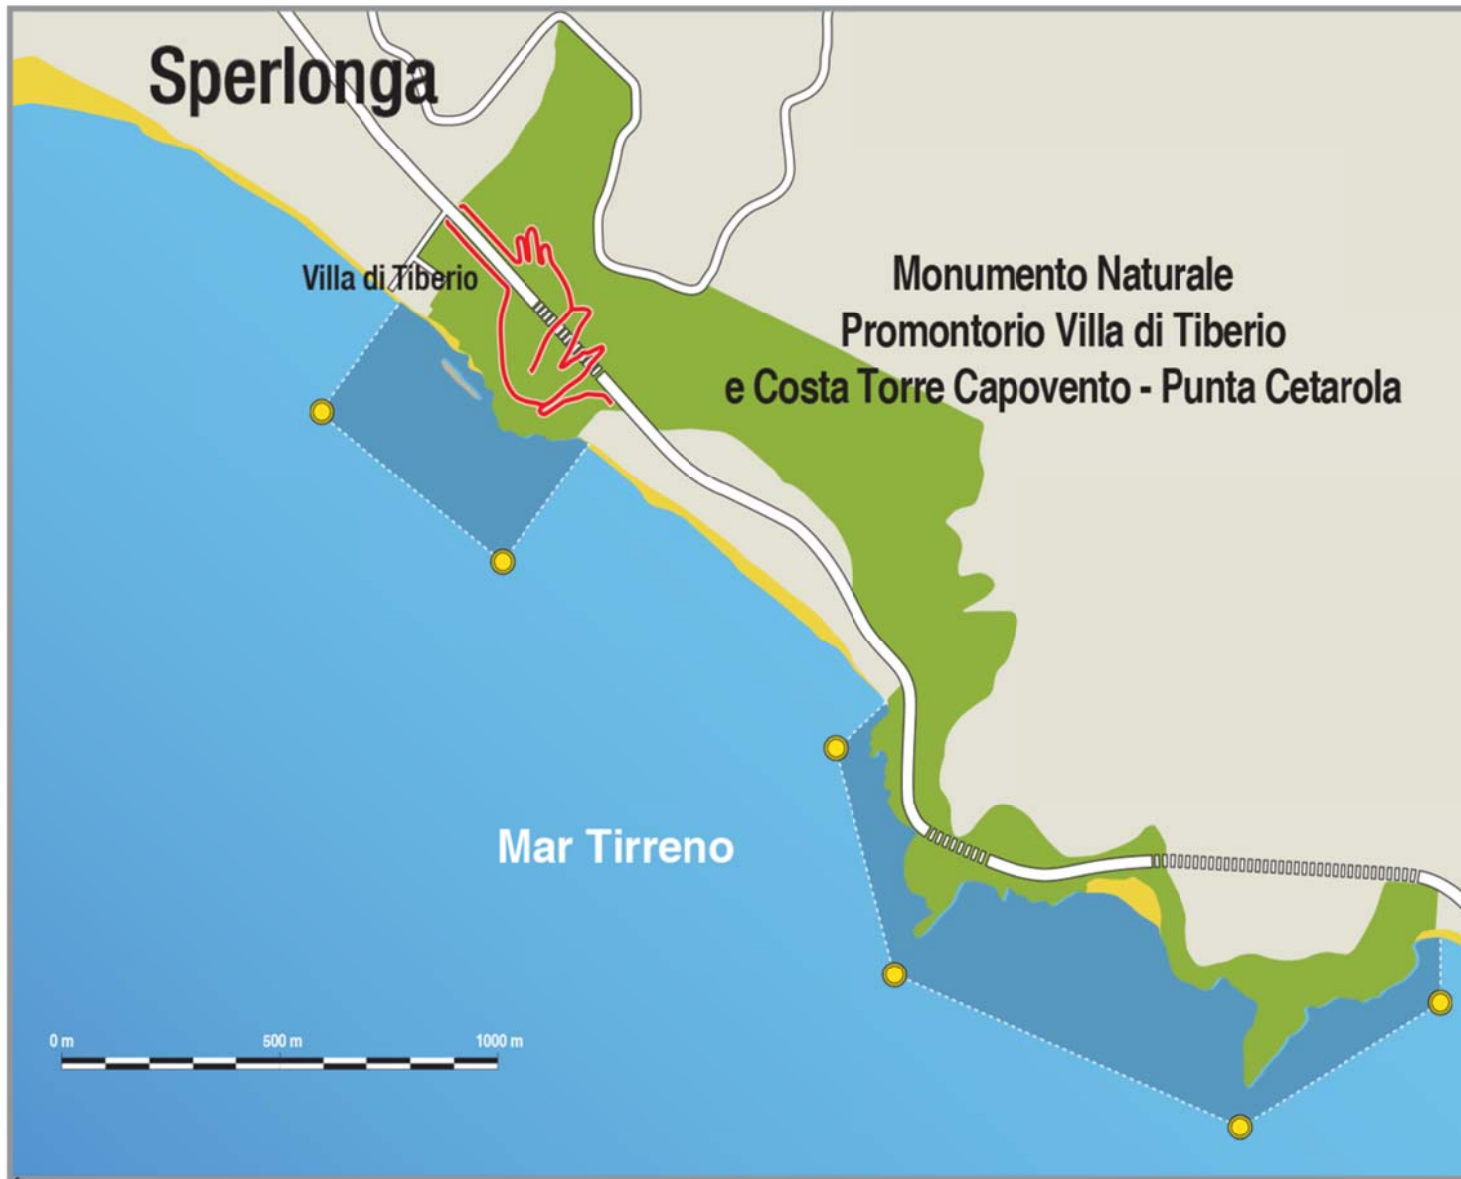 Sperlonga
Villa di Tiberio
Monumento Naturale
Promontorio Villa di Tiberio
e Costa Torre Capovento - Punta Cetarola
Mar Tirreno
0 m 500 m 1000 m